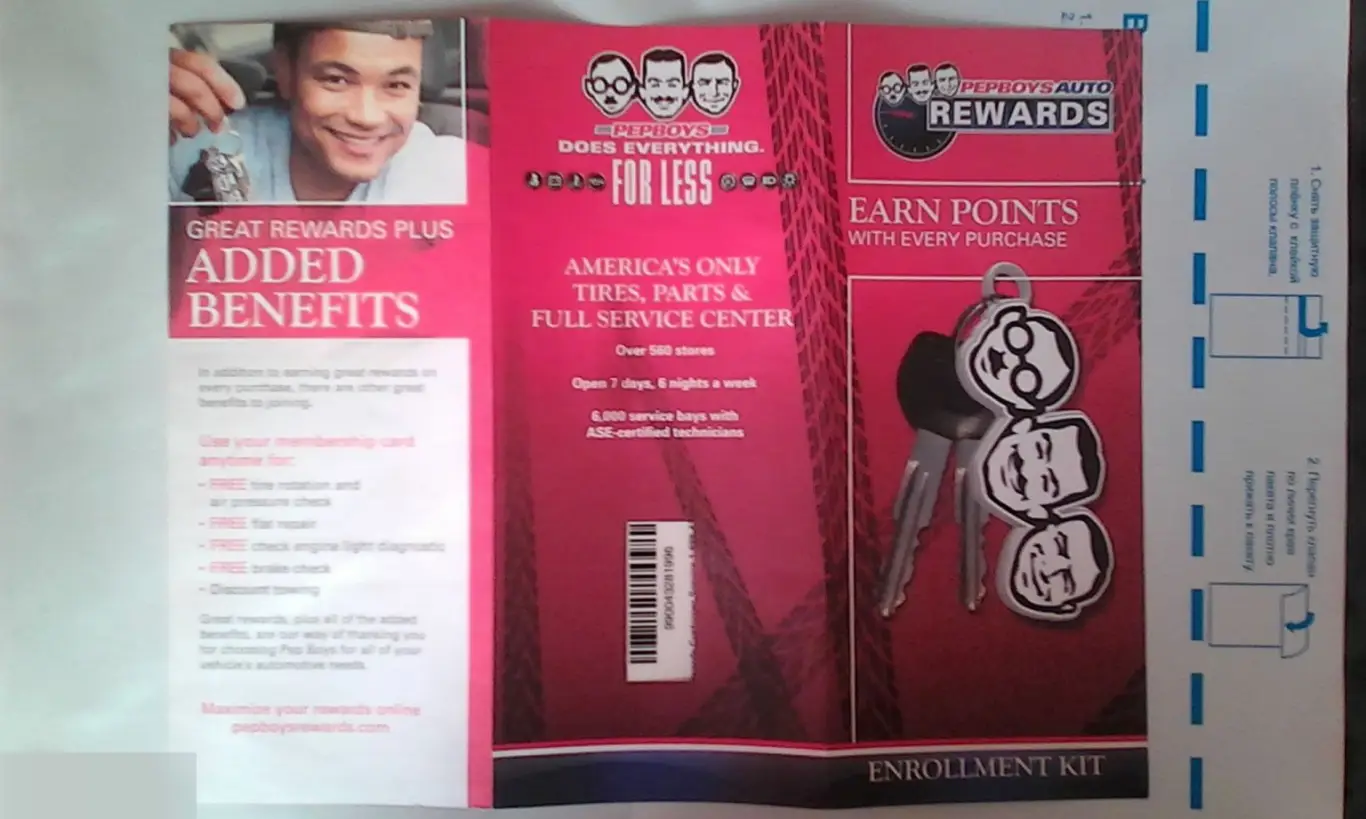 GREAT REWARDS PLUS
ADDED
BENEFITS
In addition to earning great rewards on
every purchase, there are other great
benefits to joining.
Use your membership card
anytime for:
• FREE tire rotation and
air pressure check
• FREE flat repair
• FREE check engine light diagnostic
• FREE brake check
• Discount towing
Great rewards, plus all of the added
benefits, are our way of thanking you
for choosing Pep Boys for all of your
vehicle's automotive needs.
Maximize your rewards online
pepboysrewards.com
PEPBOYS
DOES EVERYTHING.
FOR LESS
AMERICA'S ONLY
TIRES, PARTS &
FULL SERVICE CENTER
Over 560 stores
Open 7 days, 6 nights a week
6,000 service bays with
ASE-certified technicians
PEPBOYS AUTO
REWARDS
EARN POINTS
WITH EVERY PURCHASE
ENROLLMENT KIT
1.
2
В
1. Снять защитную
плёнку с клейкой
полосы клапана.
2. Перегнуть клапан
по линии края
пакета и плотно
прижать к пакету.